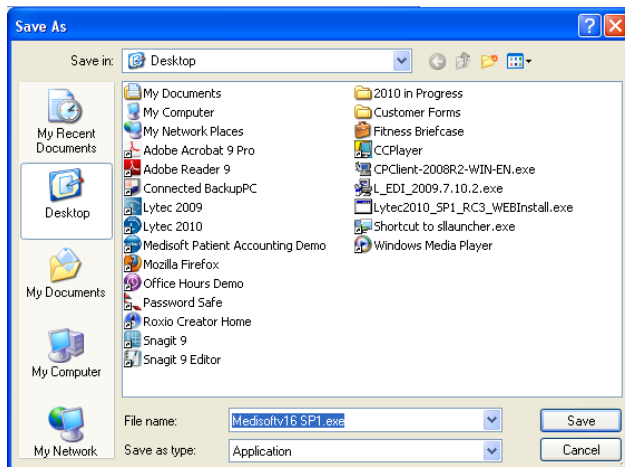 Save As
Save in:
Desktop
My Recent
Documents
Desktop
My Documents
My Computer
My Network
My Documents
My Computer
My Network Places
Adobe Acrobat 9 Pro
Adobe Reader 9
Connected BackupPC
Lytec 2009
Lytec 2010
Medisoft Patient Accounting Demo
Mozilla Firefox
Office Hours Demo
Password Safe
Roxio Creator Home
Snagit 9
Snagit 9 Editor
2010 in Progress
Customer Forms
Fitness Briefcase
CCPlayer
CPClient-2008R2-WIN-EN.exe
L_EDI_2009.7.10.2.exe
Lytec2010_SP1_RC3_WEBInstall.exe
Shortcut to sllauncher.exe
Windows Media Player
File name:
Medisoftv16 SP1.exe
Save
Save as type:
Application
Cancel